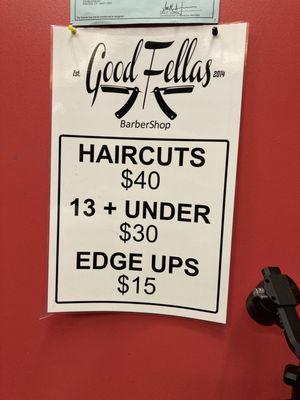 Good Fellas
Est. 2014
BarberShop
HAIRCUTS
$40
13 + UNDER
$30
EDGE UPS
$15